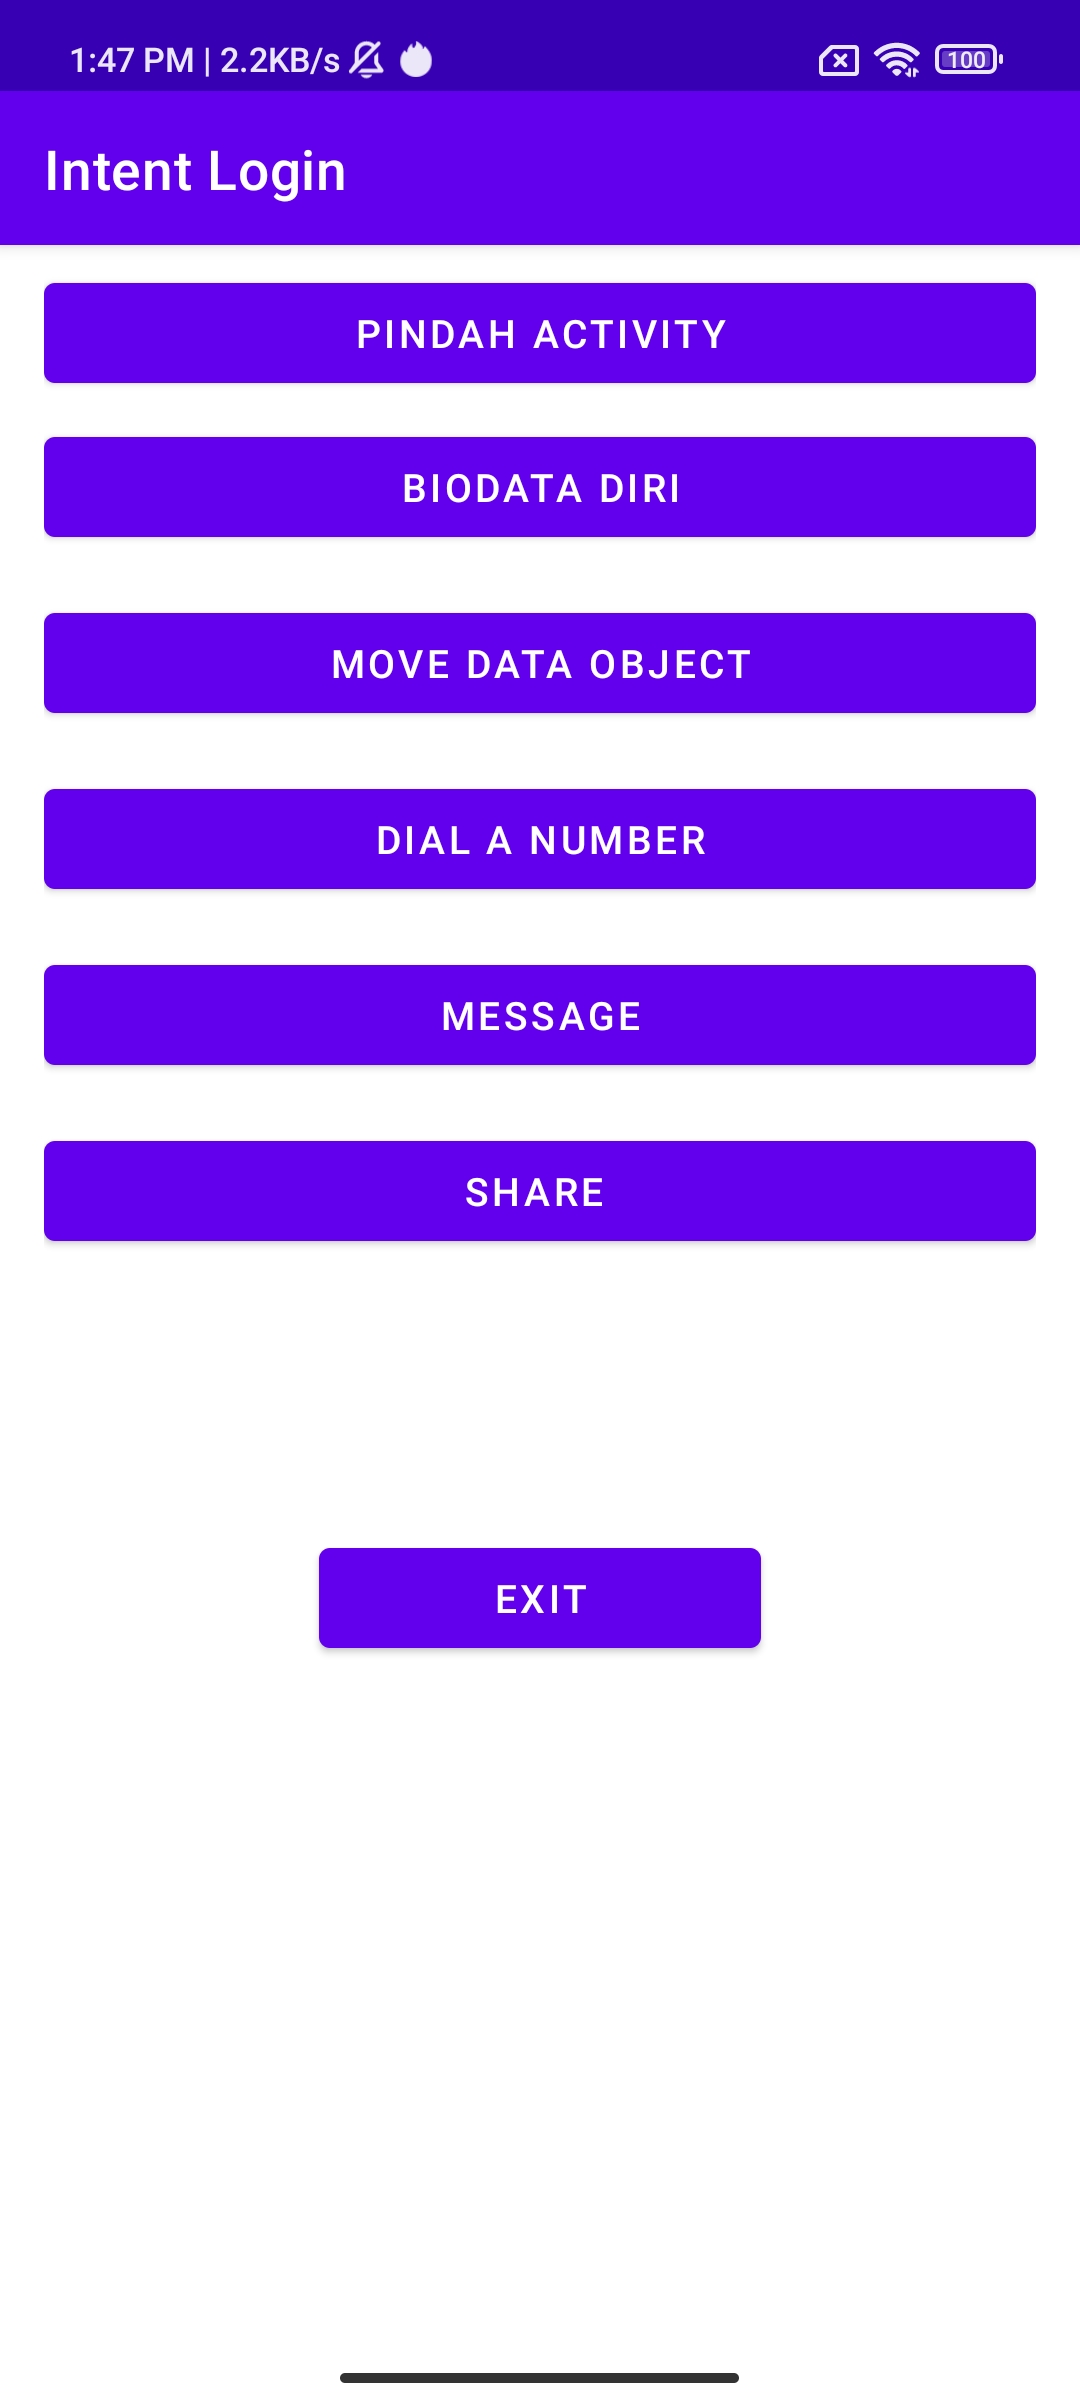 1:47 PM | 2.2KB/s 100
Intent Login
PINDAH ACTIVITY
BIODATA DIRI
MOVE DATA OBJECT
DIAL A NUMBER
MESSAGE
SHARE
EXIT